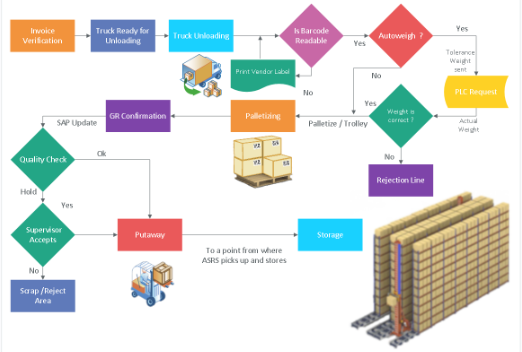 Invoice
Verification
Truck Ready for
Unloading
Truck Unloading
Is Barcode
Readable
Yes
Autoweigh ?
Yes
Tolerance
Weight
sent
Print Vendor Label
No
No
PLC Request
Actual
Weight
Yes
Weight is
correct ?
Palletize / Trolley
Palletizing
GR Confirmation
SAP Update
No
Rejection Line
Quality Check
Ok
Hold
Yes
Supervisor
Accepts
Putaway
Storage
To a point from where
ASRS picks up and stores
No
Scrap /Reject
Area